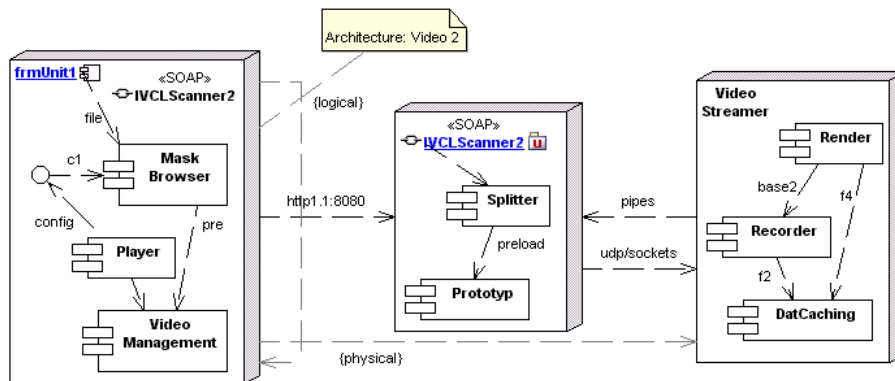 Architecture: Video 2
frmUnit1
«SOAP»
IVCLScanner2
{logical}
file
c1
Mask
Browser
config
Player
pre
Video
Management
http1.1:8080
«SOAP»
IVCLScanner2
u
Splitter
preload
Prototyp
pipes
udp/sockets
{physical}
Video
Streamer
Render
base2
f4
Recorder
f2
DatCaching